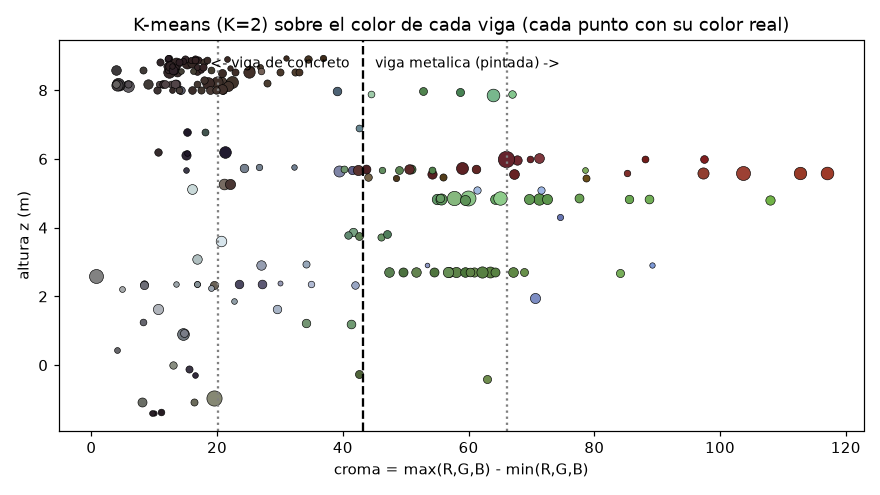 K-means (K=2) sobre el color de cada viga (cada punto con su color real)
<- viga de concreto
viga metalica (pintada) ->
8
6
4
2
0
altura z (m)
0 20 40 60 80 100 120
croma = max(R,G,B) - min(R,G,B)